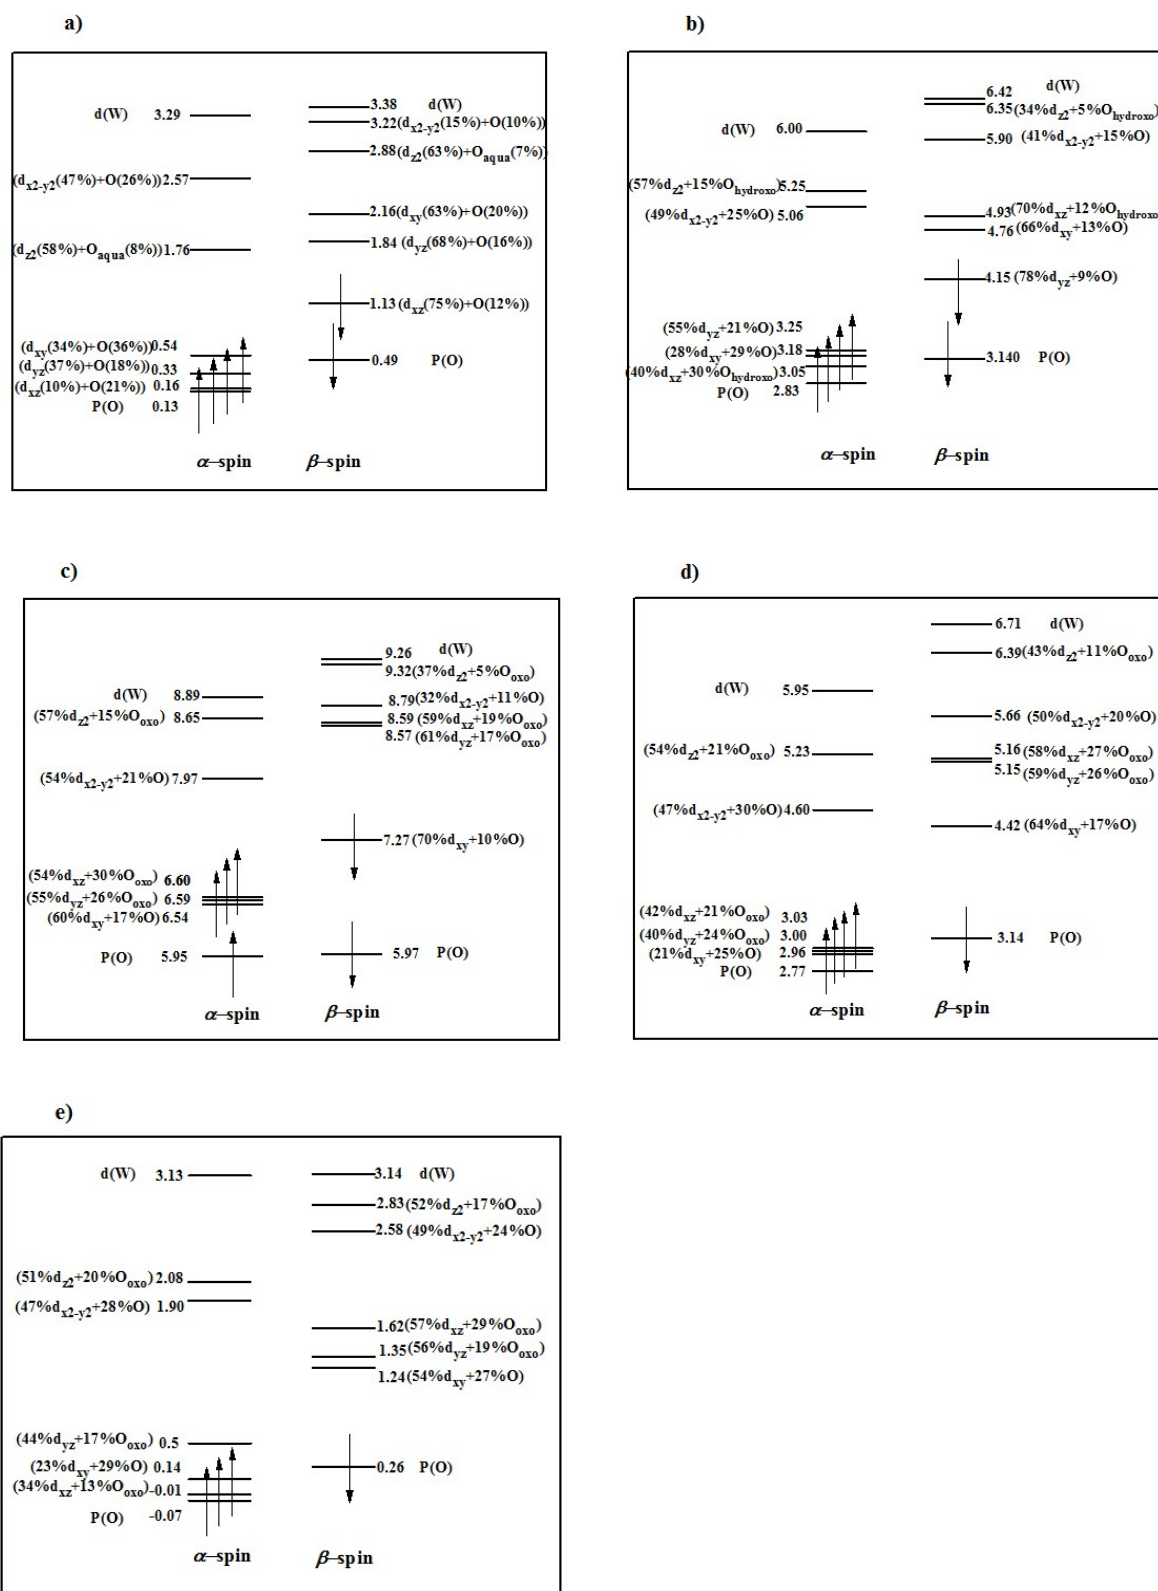 a)
d(W) 3.29
(dx2-y2(47%)+O(26%))2.57
(dz2(58%)+Oaqua(8%))1.76
(dxy(34%)+O(36%))0.54
(dyz(37%)+O(18%))0.33
(dxz(10%)+O(21%)) 0.16
P(O) 0.13
3.38 d(W)
3.22(dx2-y2(15%)+O(10%))
2.88(dz2(63%)+Oaqua(7%))
2.16(dxy(63%)+O(20%))
1.84 (dyz(68%)+O(16%))
1.13 (dxz(75%)+O(12%))
0.49 P(O)
α–spin β–spin
b)
d(W) 6.00
(57%dz2+15%Ohydroxo)5.25
(49%dx2-y2+25%O) 5.06
(55%dyz+21%O) 3.25
(28%dxy+29%O) 3.18
(40%dxz+30%Ohydroxo)3.05
P(O) 2.83
6.42 d(W)
6.35(34%dz2+5%Ohydroxo)
5.90 (41%dx2-y2+15%O)
4.93(70%dxz+12%Ohydroxo
4.76 (66%dxy+13%O)
4.15 (78%dyz+9%O)
3.140 P(O)
α–spin β–spin
c)
d(W) 8.89
(57%dz2+15%Ooxo) 8.65
(54%dx2-y2+21%O) 7.97
(54%dxz+30%Ooxo) 6.60
(55%dyz+26%Ooxo) 6.59
(60%dxy+17%O) 6.54
P(O) 5.95
9.26 d(W)
9.32(37%dz2+5%Ooxo)
8.79(32%dx2-y2+11%O)
8.59 (59%dxz+19%Ooxo)
8.57 (61%dyz+17%Ooxo)
7.27 (70%dxy+10%O)
5.97 P(O)
α–spin β–spin
d)
d(W) 5.95
(54%dz2+21%Ooxo) 5.23
(47%dx2-y2+30%O) 4.60
(42%dxz+21%Ooxo) 3.03
(40%dyz+24%Ooxo) 3.00
(21%dxy+25%O) 2.96
P(O) 2.77
6.71 d(W)
6.39(43%dz2+11%Ooxo)
5.66 (50%dx2-y2+20%O)
5.16 (58%dxz+27%Ooxo)
5.15 (59%dyz+26%Ooxo)
4.42 (64%dxy+17%O)
3.14 P(O)
α–spin β–spin
e)
d(W) 3.13
(51%dz2+20%Ooxo) 2.08
(47%dx2-y2+28%O) 1.90
(44%dyz+17%Ooxo) 0.5
(23%dxy+29%O) 0.14
(34%dxz+13%Ooxo)-0.01
P(O) -0.07
3.14 d(W)
2.83(52%dz2+17%Ooxo)
2.58 (49%dx2-y2+24%O)
1.62(57%dxz+29%Ooxo)
1.35 (56%dyz+19%Ooxo)
1.24 (54%dxy+27%O)
0.26 P(O)
α–spin β–spin